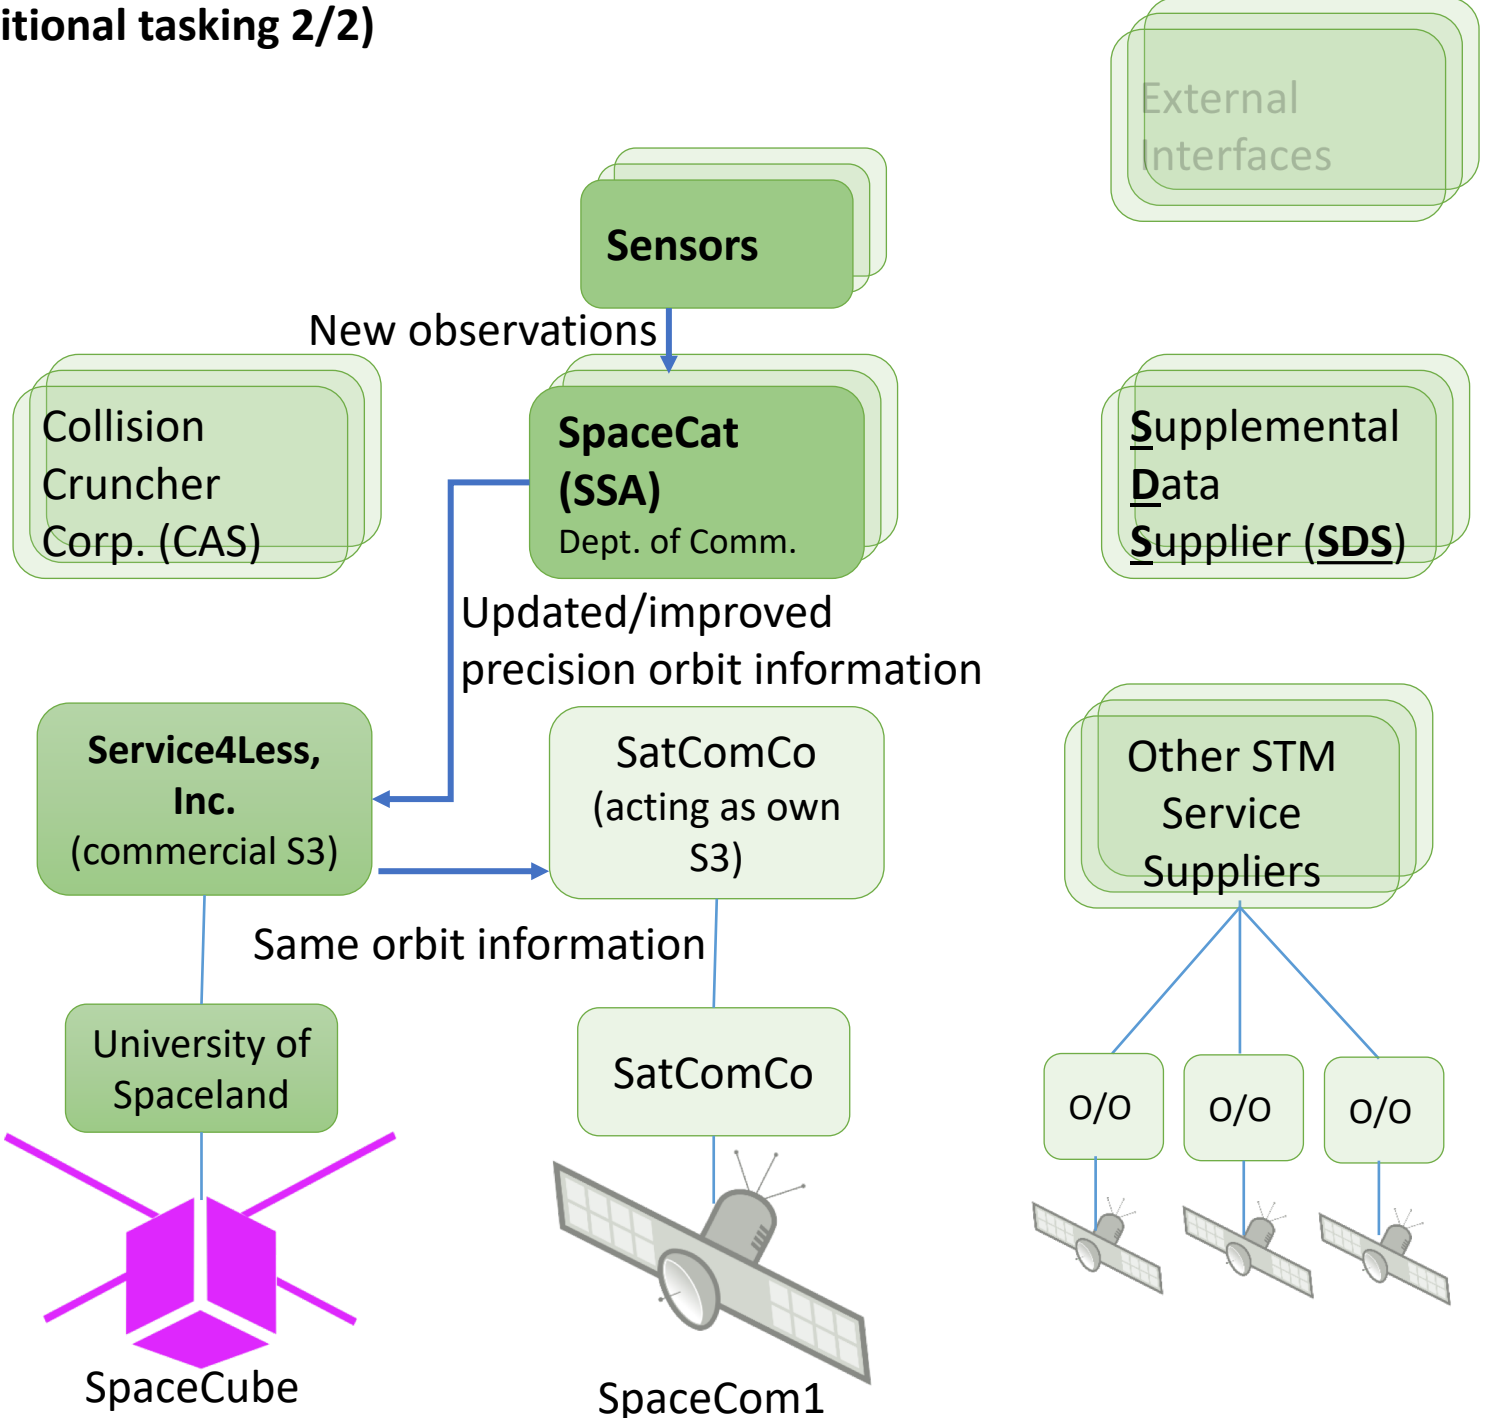 itional tasking 2/2)
External
Interfaces
Sensors
New observations
Collision
Cruncher
Corp. (CAS)
SpaceCat
(SSA)
Dept. of Comm.
Supplemental
Data
Supplier (SDS)
Updated/improved
precision orbit information
Service4Less,
Inc.
(commercial S3)
SatComCo
(acting as own
S3)
Other STM
Service
Suppliers
Same orbit information
University of
Spaceland
SatComCo
O/O
O/O
O/O
SpaceCube
SpaceCom1